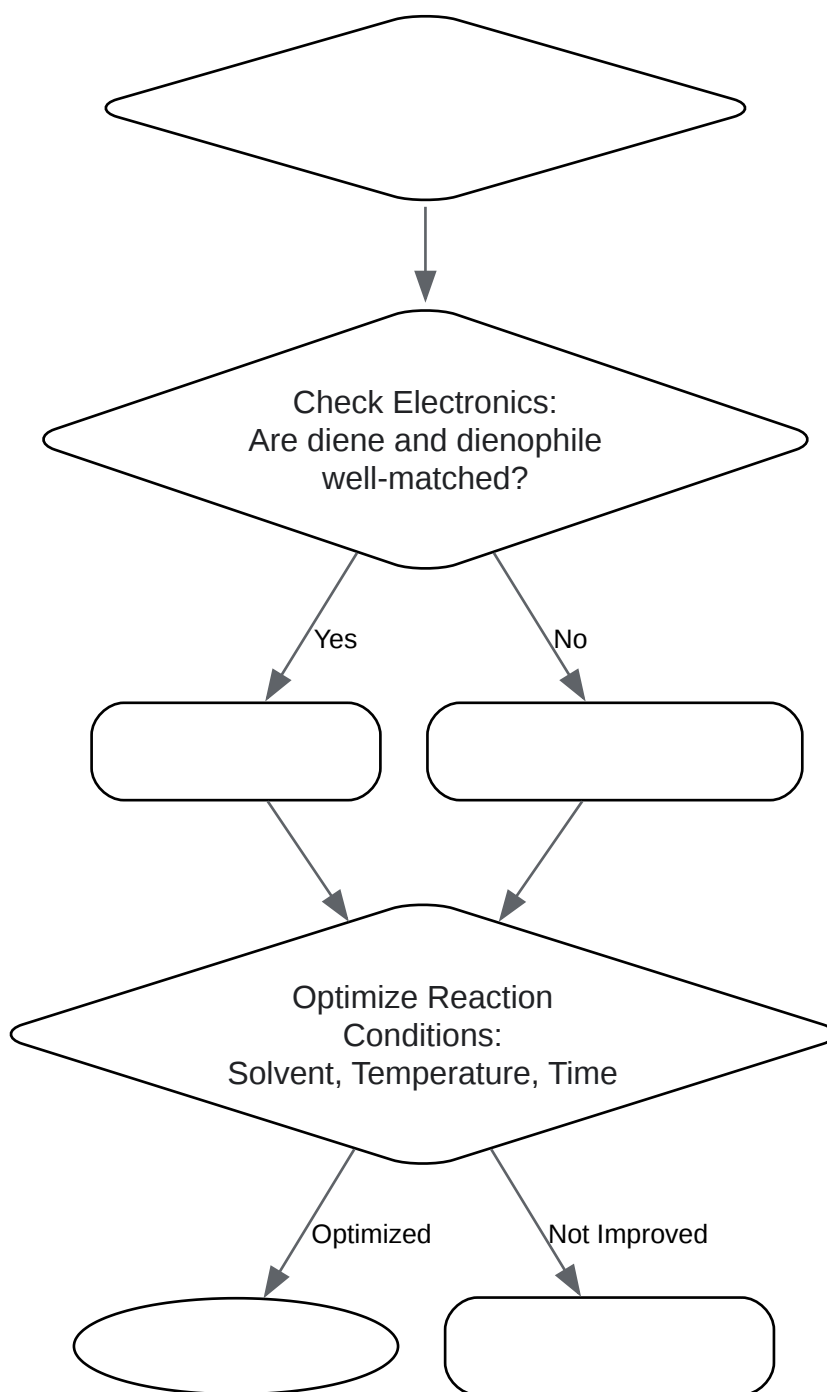 Check Electronics:
Are diene and dienophile
well-matched?
Yes
No
Optimize Reaction
Conditions:
Solvent, Temperature, Time
Optimized
Not Improved